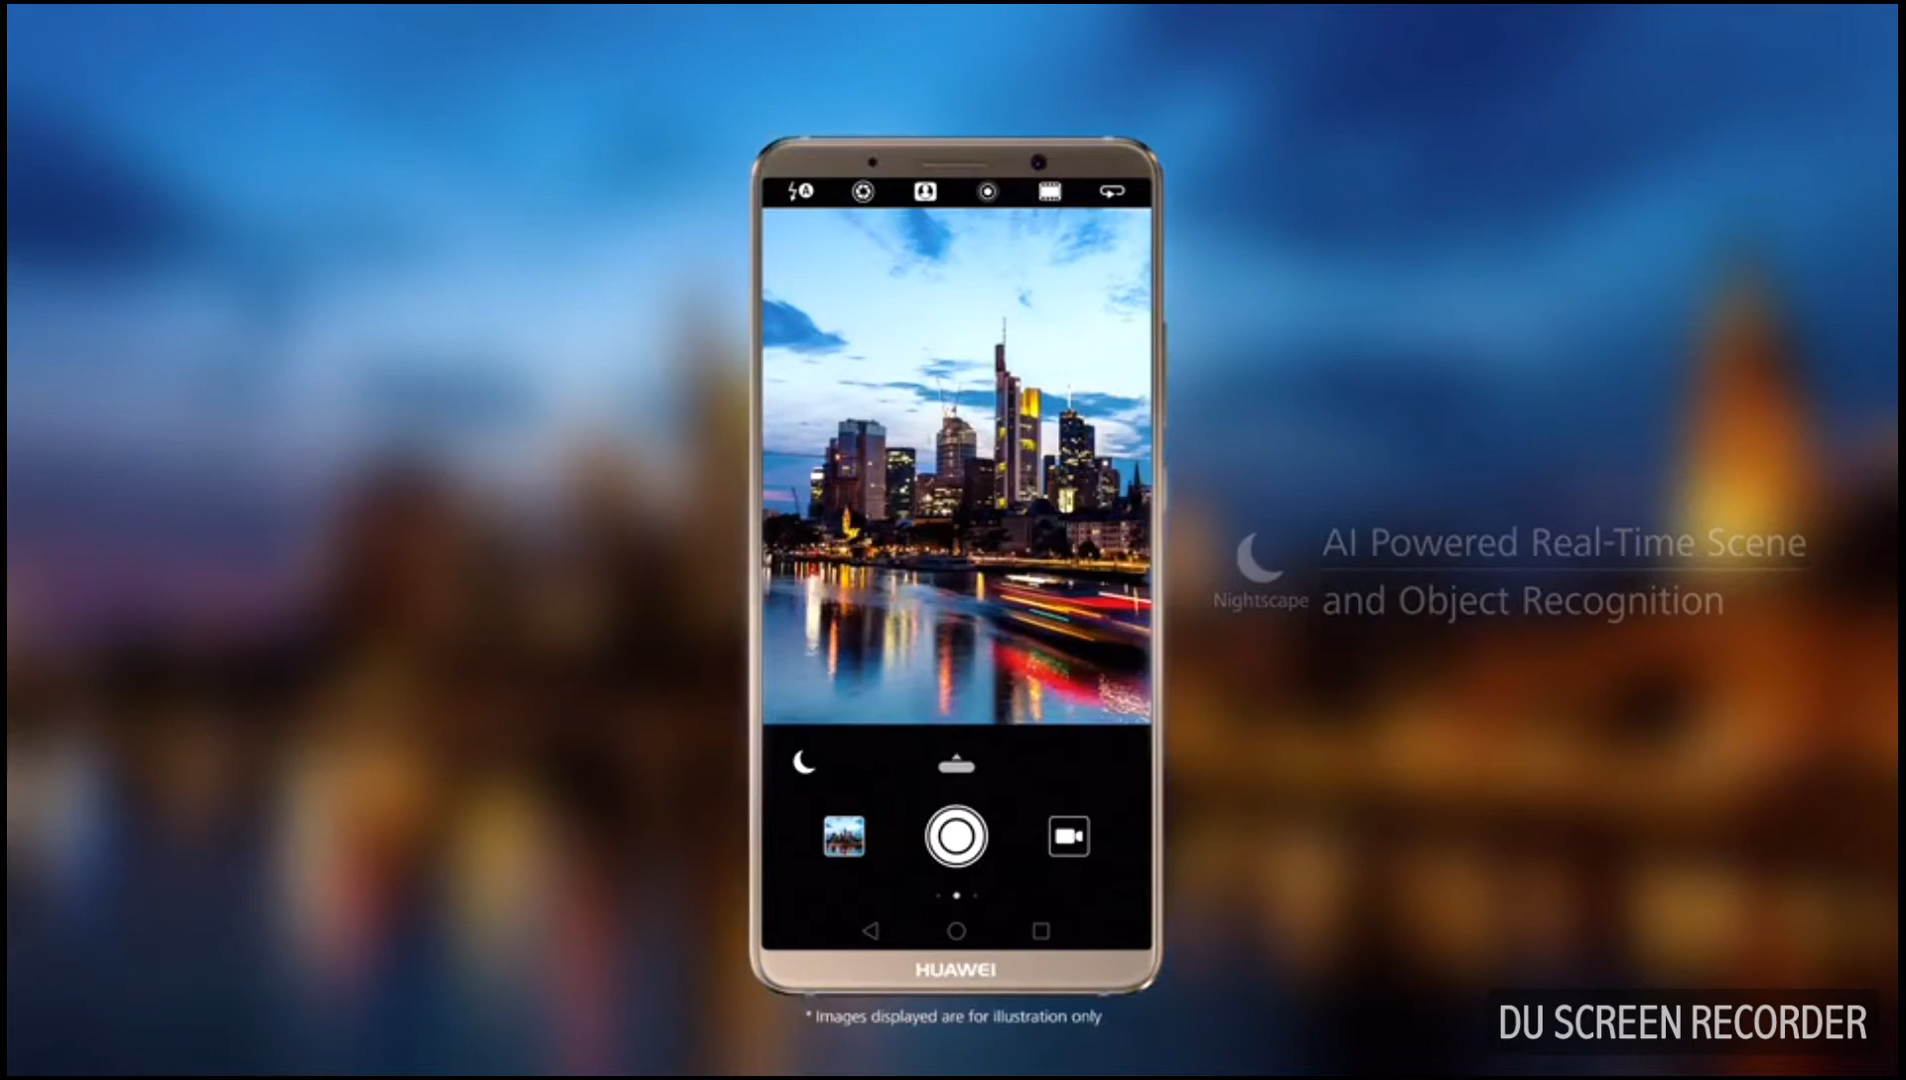 A
AI Powered Real-Time Scene
Nightscape
and Object Recognition
HUAWEI
* Images displayed are for illustration only
DU SCREEN RECORDER